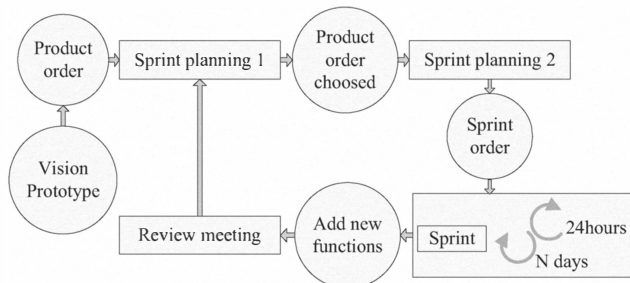 Product
order
Sprint planning 1
Product
order
choosed
Sprint planning 2
Vision
Prototype
Sprint
order
Review meeting
Add new
functions
Sprint
24hours
N days